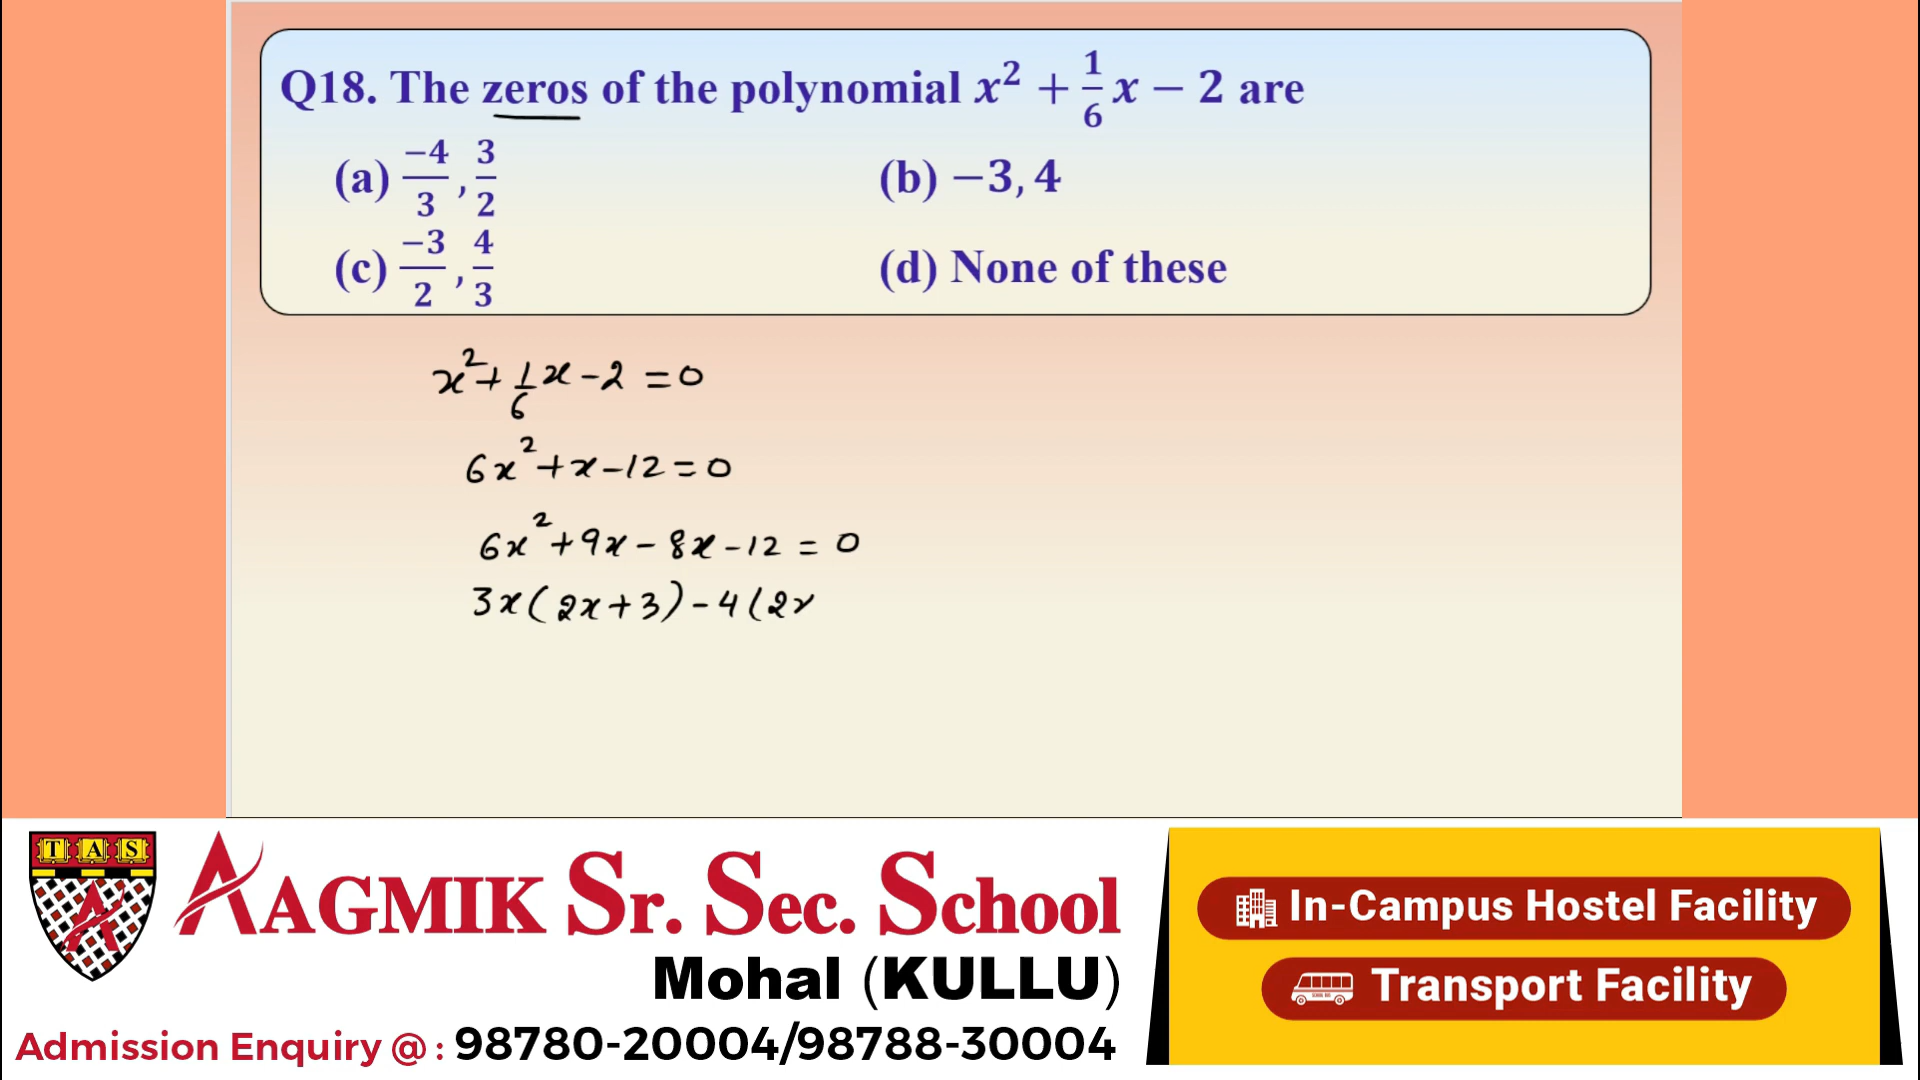 Q18. The zeros of the polynomial x² + 1/6 x − 2 are
(a) −4/3, 3/2 (b) −3, 4
(c) −3/2, 4/3 (d) None of these
x² + 1/6 x − 2 = 0
6x² + x − 12 = 0
6x² + 9x − 8x − 12 = 0
3x(2x+3) − 4(2x
T A S
AAGMIK Sr. Sec. School
Mohal (KULLU)
Admission Enquiry @ : 98780-20004/98788-30004
In-Campus Hostel Facility
Transport Facility